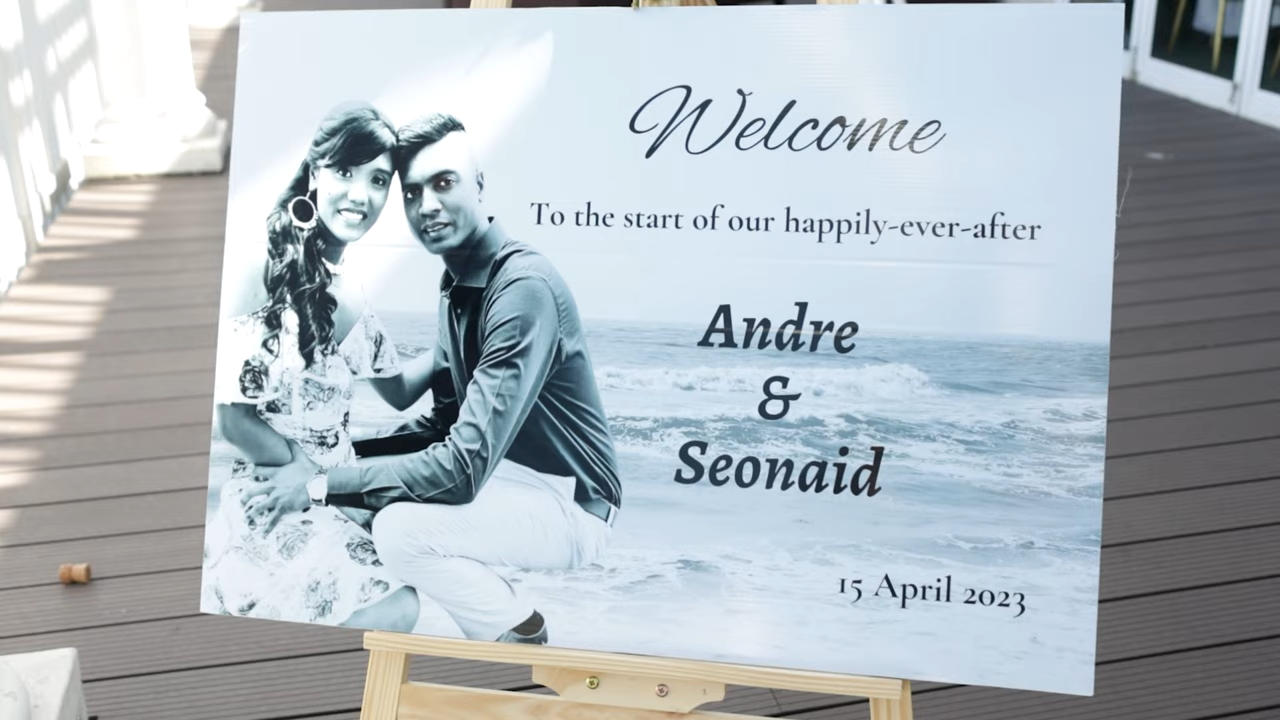 Welcome
To the start of our happily-ever-after
Andre
&
Seonaid
15 April 2023